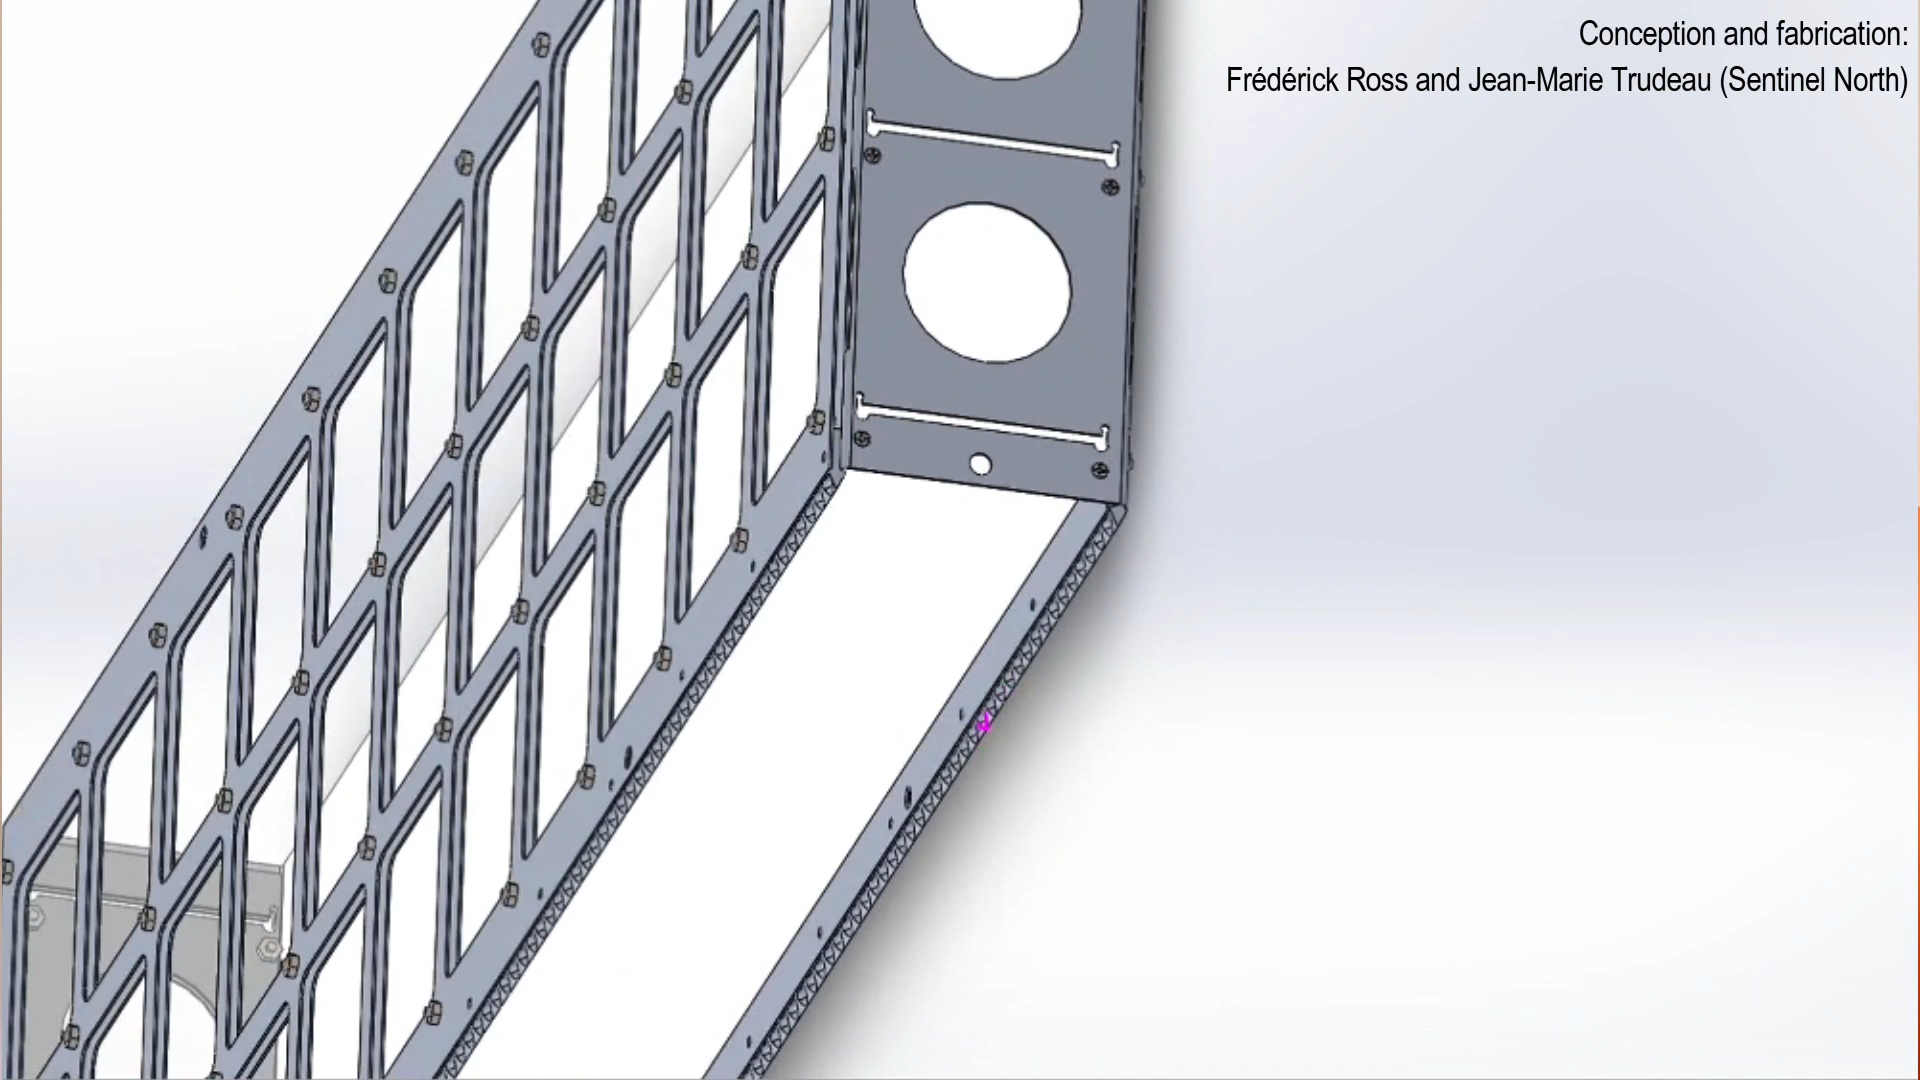 Conception and fabrication:
Frédérick Ross and Jean-Marie Trudeau (Sentinel North)